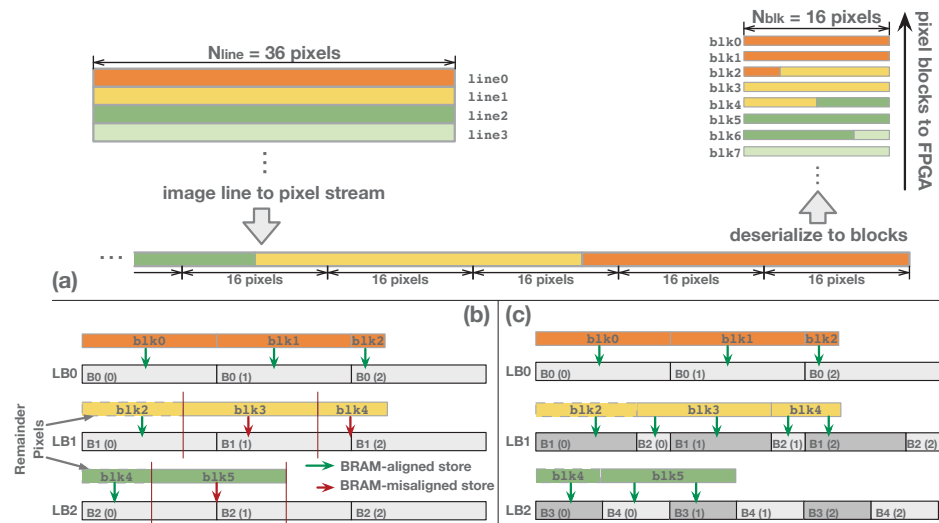 Nline = 36 pixels
line0
line1
line2
line3
image line to pixel stream
Nblk = 16 pixels
blk0
blk1
blk2
blk3
blk4
blk5
blk6
blk7
pixel blocks to FPGA
deserialize to blocks
(a)
16 pixels
16 pixels
16 pixels
16 pixels
16 pixels
(b)
blk0 blk1 blk2
LB0 B0 (0) B0 (1) B0 (2)
blk2 blk3 blk4
LB1 B1 (0) B1 (1) B1 (2)
Remainder
Pixels
blk4 blk5
LB2 B2 (0) B2 (1) B2 (2)
BRAM-aligned store
BRAM-misaligned store
(c)
blk0 blk1 blk2
LB0 B0 (0) B0 (1) B0 (2)
blk2 blk3 blk4
LB1 B1 (0) B2 (0) B1 (1) B2 (1) B1 (2) B2 (2)
blk4 blk5
LB2 B3 (0) B4 (0) B3 (1) B4 (1) B3 (2) B4 (2)